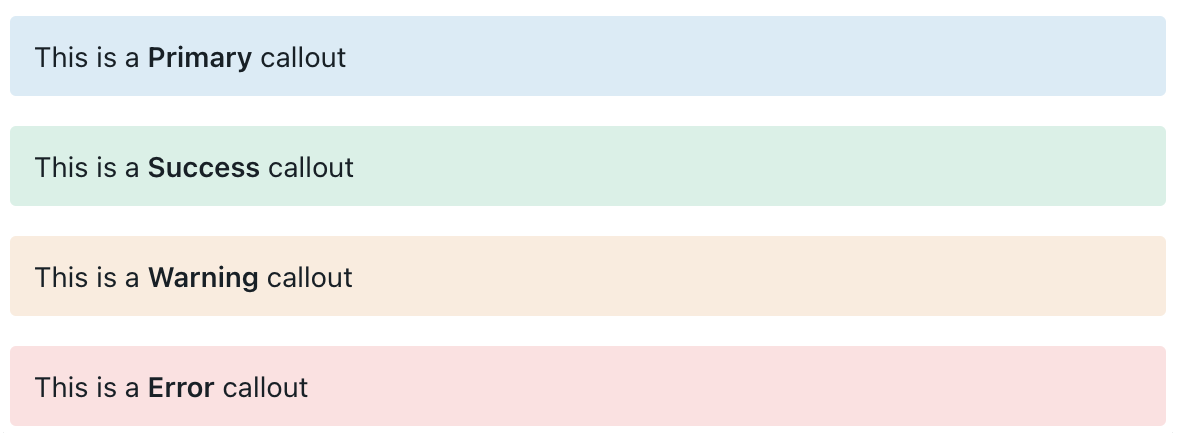 This is a Primary callout
This is a Success callout
This is a Warning callout
This is a Error callout